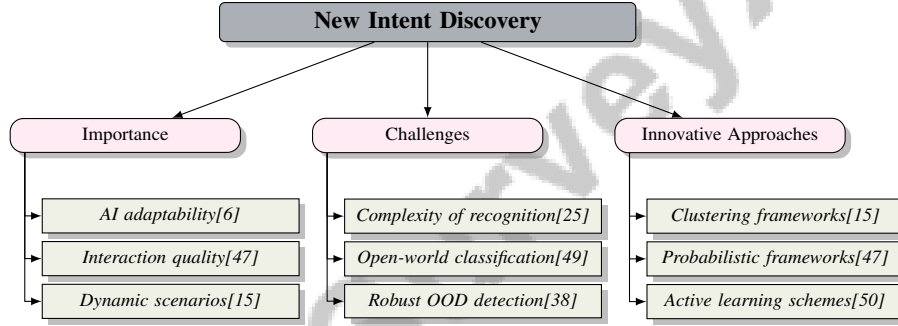 New Intent Discovery
Importance
Challenges
Innovative Approaches
AI adaptability[6]
Complexity of recognition[25]
Clustering frameworks[15]
Interaction quality[47]
Open-world classification[49]
Probabilistic frameworks[47]
Dynamic scenarios[15]
Robust OOD detection[38]
Active learning schemes[50]